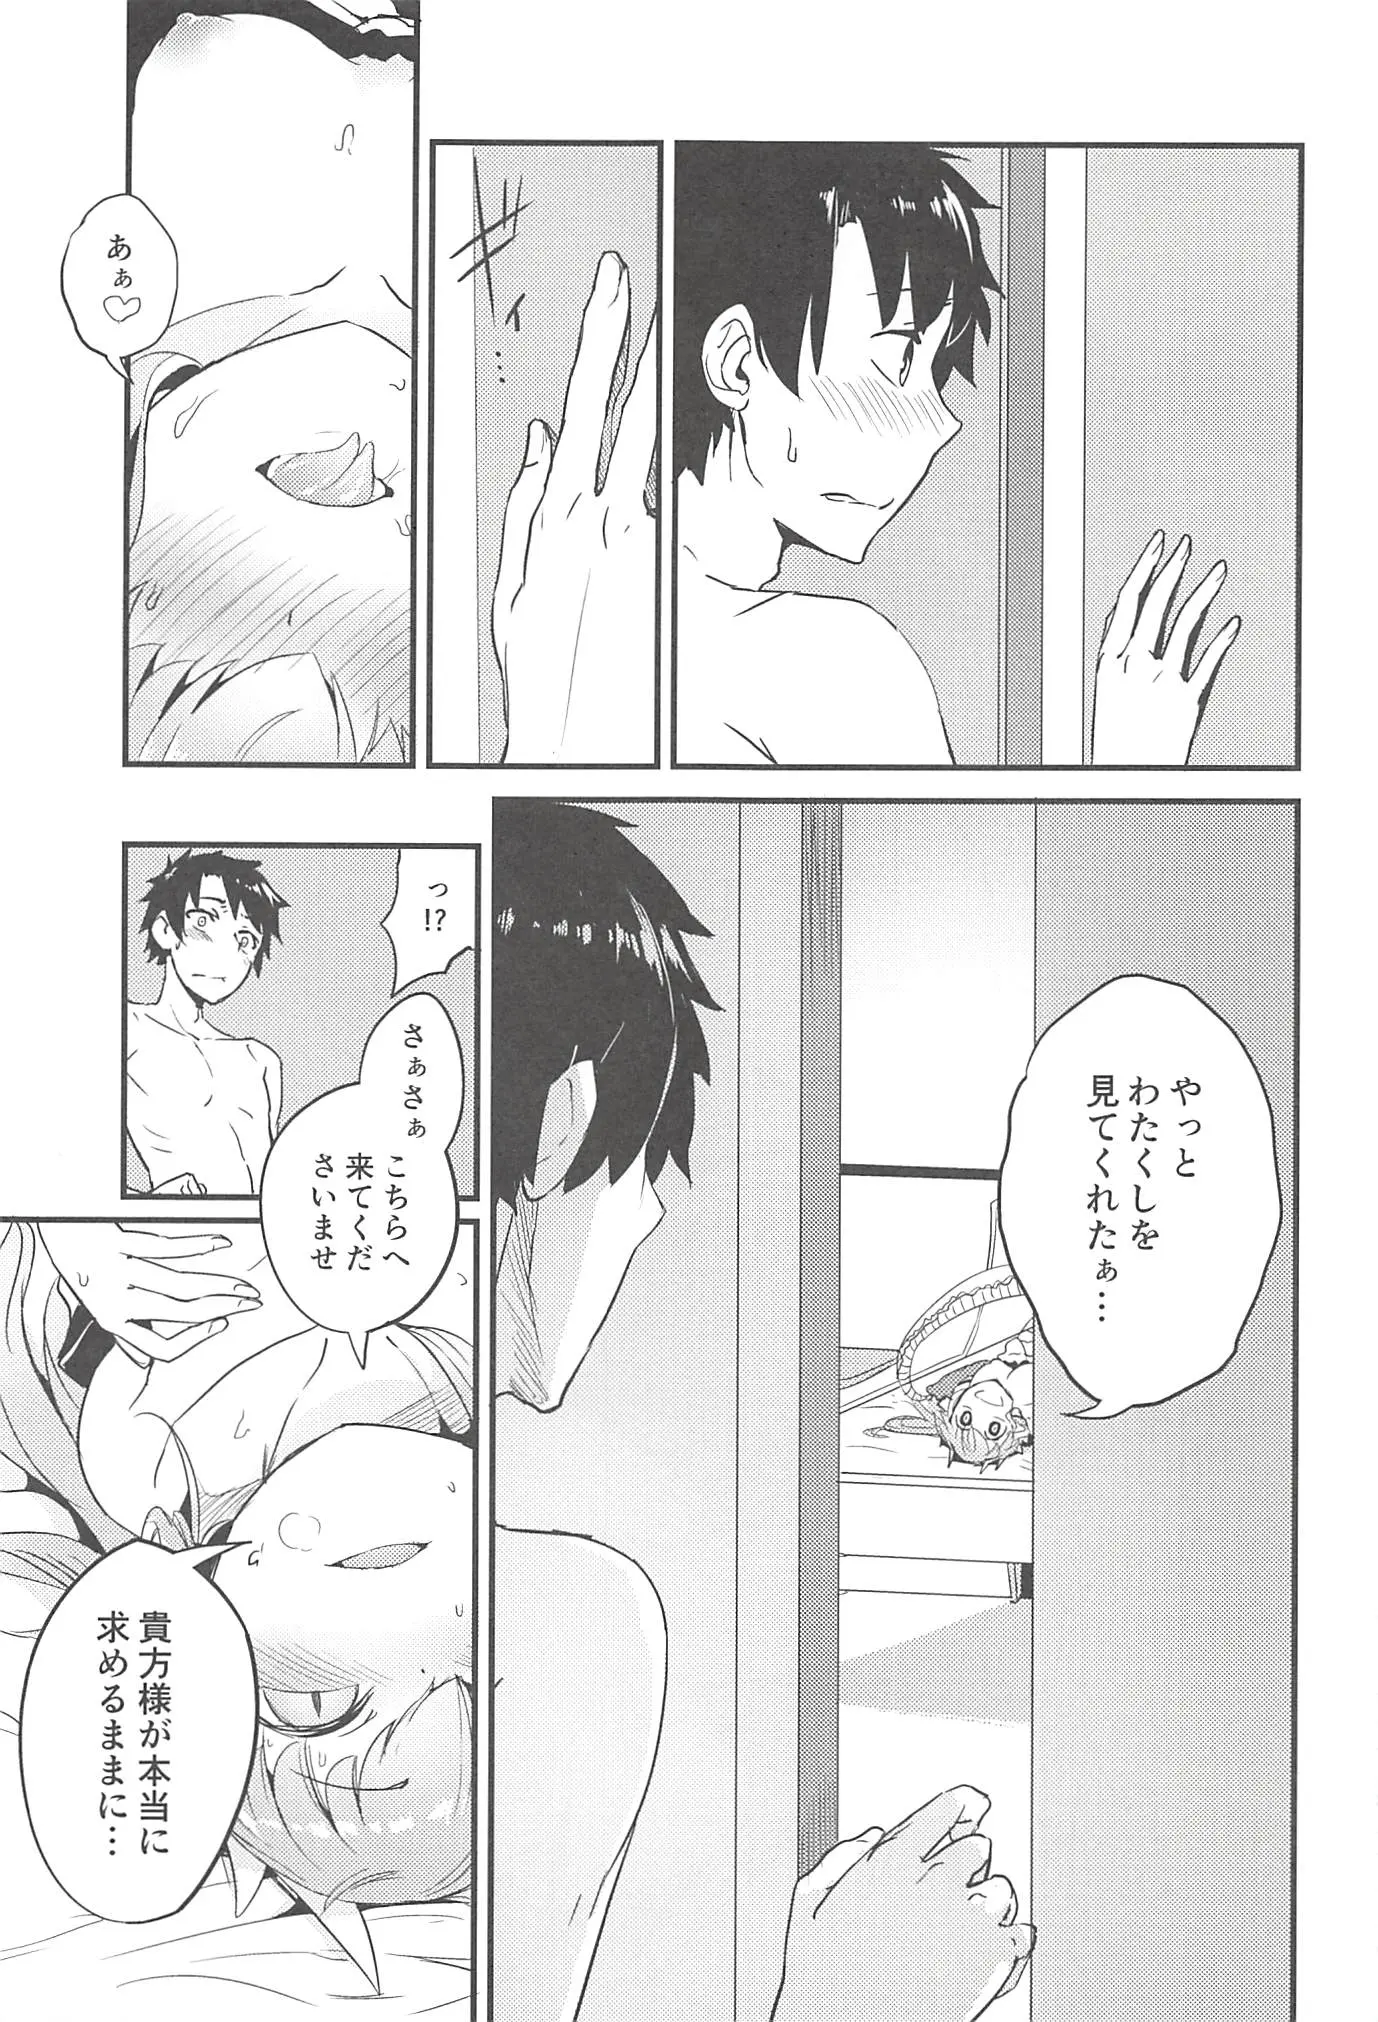 ギ
イ…
あぁ♡
やっと
わたくしを
見てくれたぁ…
っ!?
さぁさぁ
こちらへ
来てくだ
さいませ
貴方様が本当に
求めるままに…